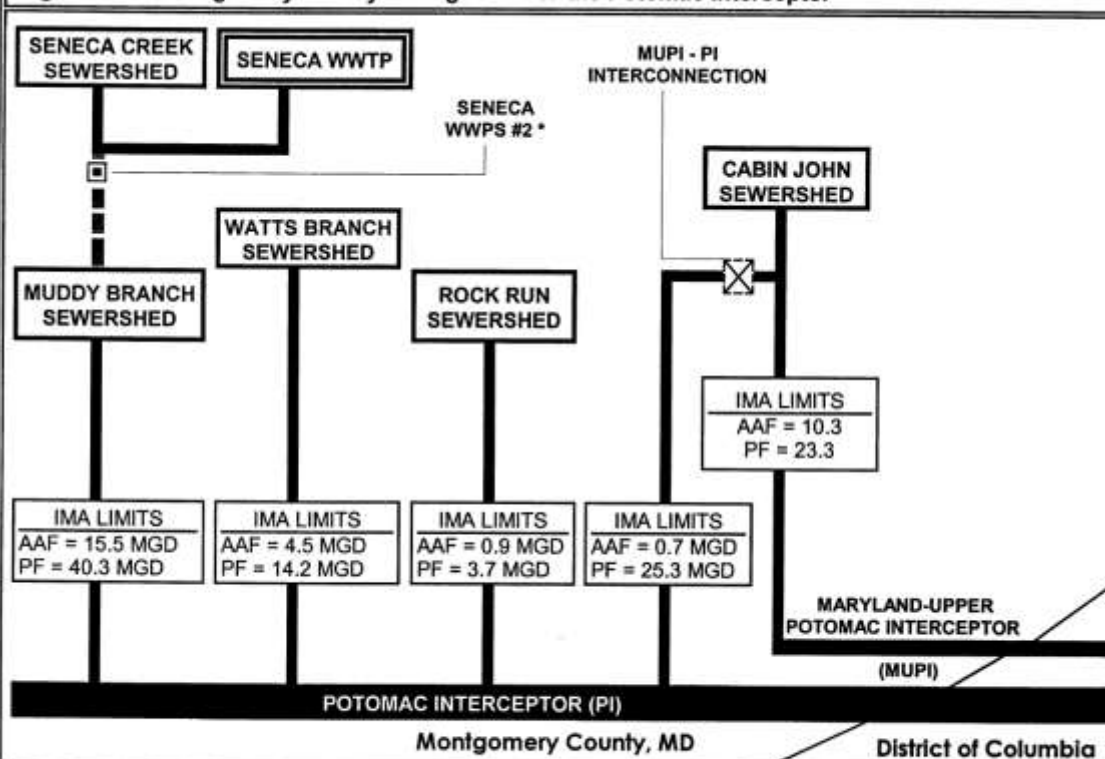 SENECA CREEK
SEWERSHED
SENECA WWTP
MUPI - PI
INTERCONNECTION
SENECA
WWPS #2 *
CABIN JOHN
SEWERSHED
WATTS BRANCH
SEWERSHED
MUDDY BRANCH
SEWERSHED
ROCK RUN
SEWERSHED
IMA LIMITS
AAF = 10.3
PF = 23.3
IMA LIMITS
AAF = 15.5 MGD
PF = 40.3 MGD
IMA LIMITS
AAF = 4.5 MGD
PF = 14.2 MGD
IMA LIMITS
AAF = 0.9 MGD
PF = 3.7 MGD
IMA LIMITS
AAF = 0.7 MGD
PF = 25.3 MGD
MARYLAND-UPPER
POTOMAC INTERCEPTOR
(MUPI)
POTOMAC INTERCEPTOR (PI)
Montgomery County, MD
District of Columbia